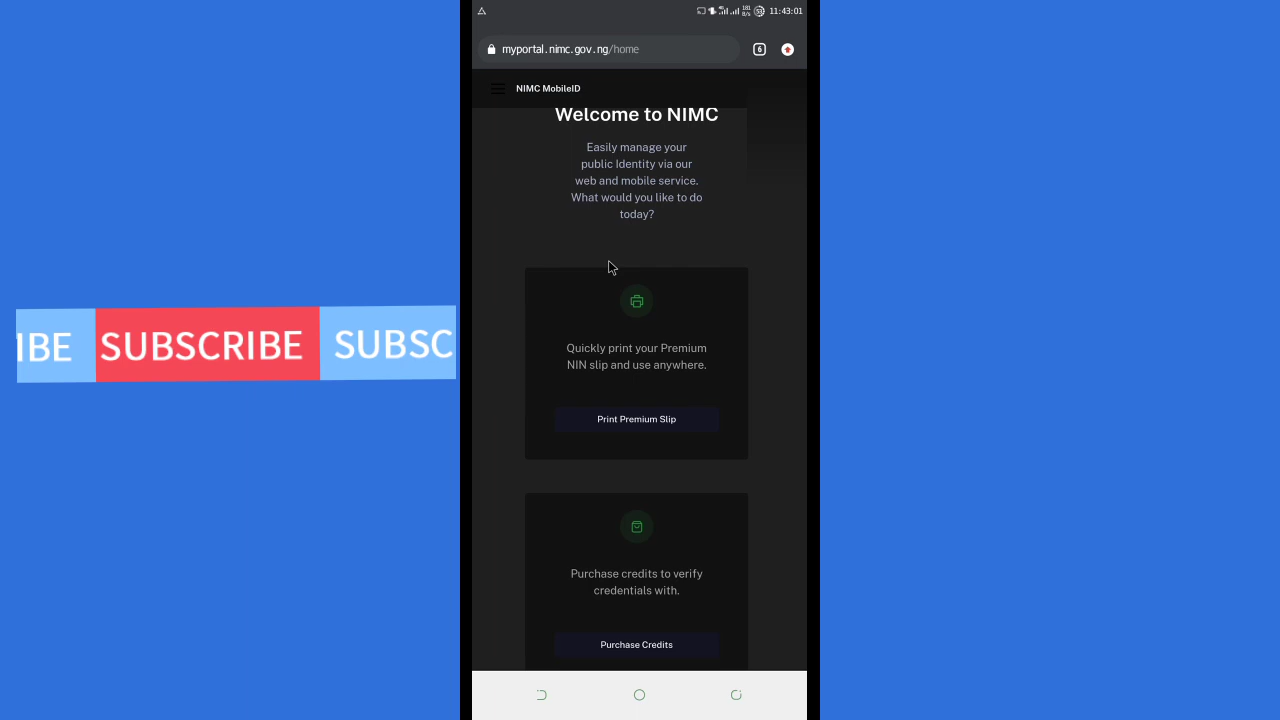 11:43:01
myportal.nimc.gov.ng/home
6
NIMC MobileID
Welcome to NIMC
Easily manage your
public Identity via our
web and mobile service.
What would you like to do
today?
IBE SUBSCRIBE SUBSC
Quickly print your Premium
NIN slip and use anywhere.
Print Premium Slip
Purchase credits to verify
credentials with.
Purchase Credits